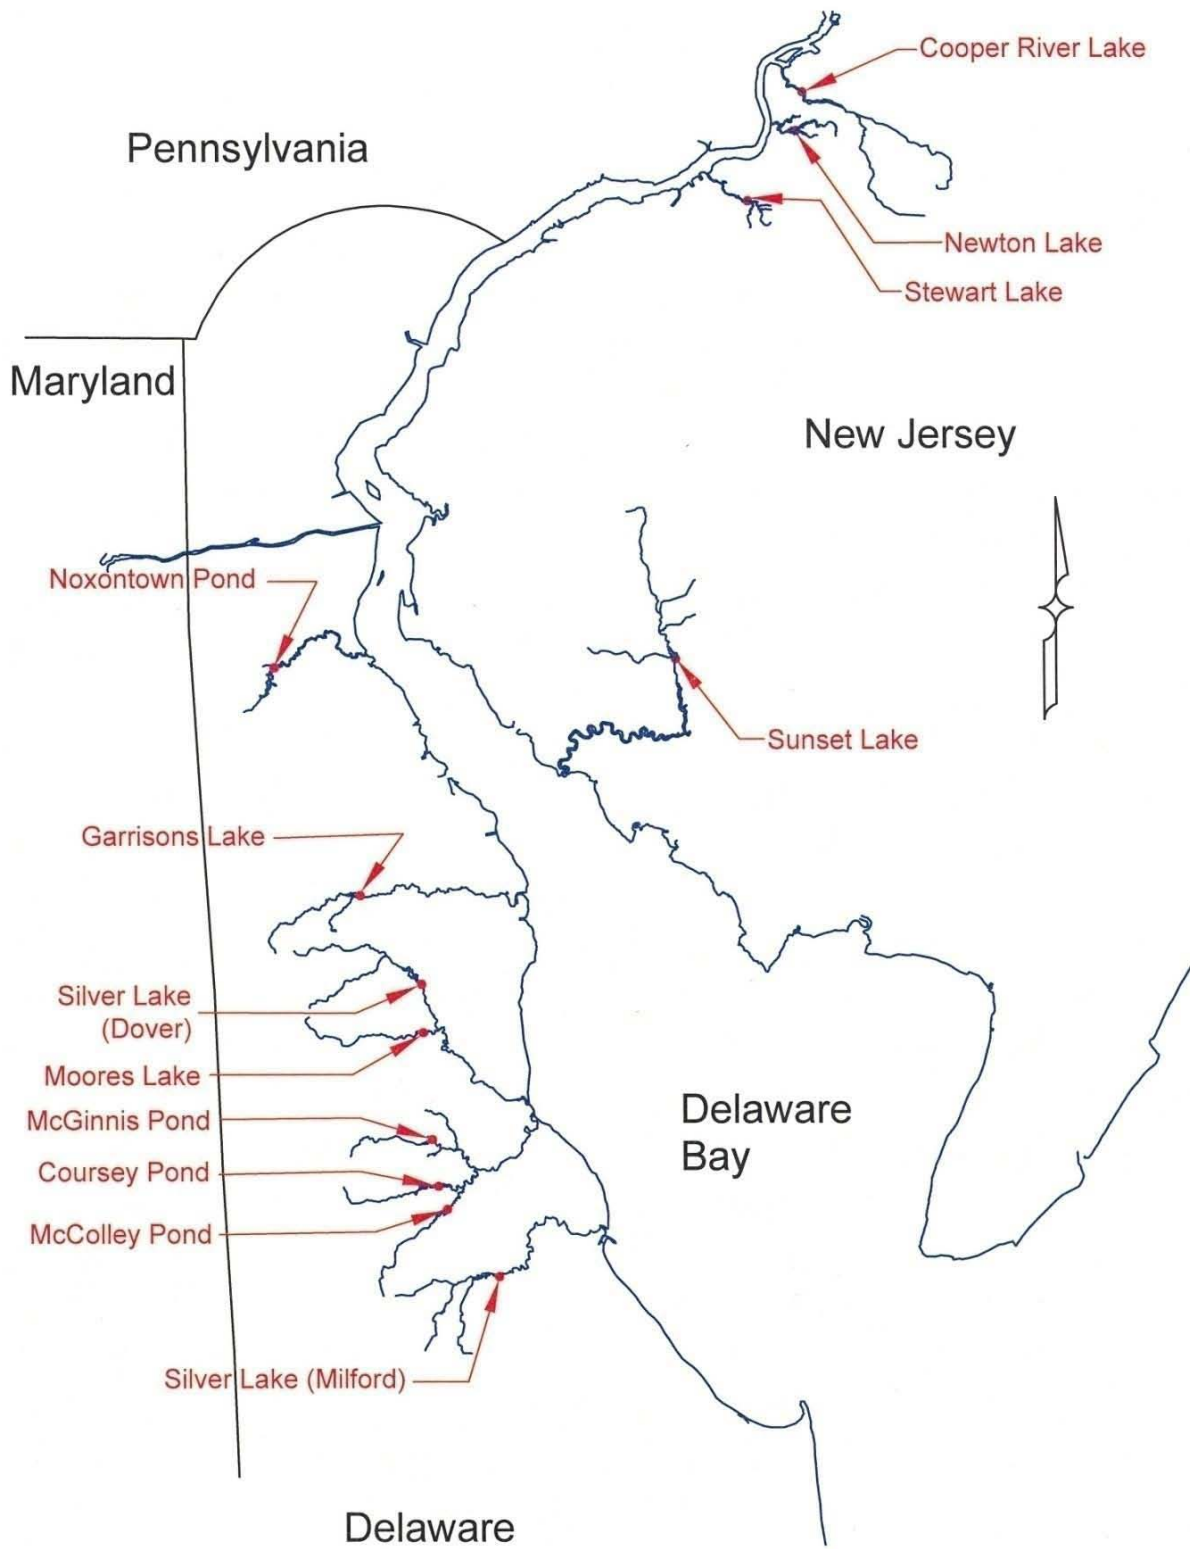 Cooper River Lake
Pennsylvania
Newton Lake
Stewart Lake
Maryland
New Jersey
Noxontown Pond
Sunset Lake
Garrisons Lake
Silver Lake
(Dover)
Moores Lake
McGinnis Pond
Delaware
Bay
Coursey Pond
McColley Pond
Silver Lake (Milford)
Delaware